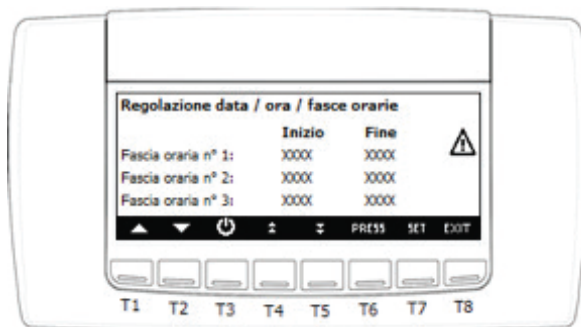 Regolazione data / ora / fasce orarie
Inizio Fine
Fascia oraria n° 1: XXXX XXXX
Fascia oraria n° 2: XXXX XXXX
Fascia oraria n° 3: XXXX XXXX
PRESS SET EXIT
T1 T2 T3 T4 T5 T6 T7 T8